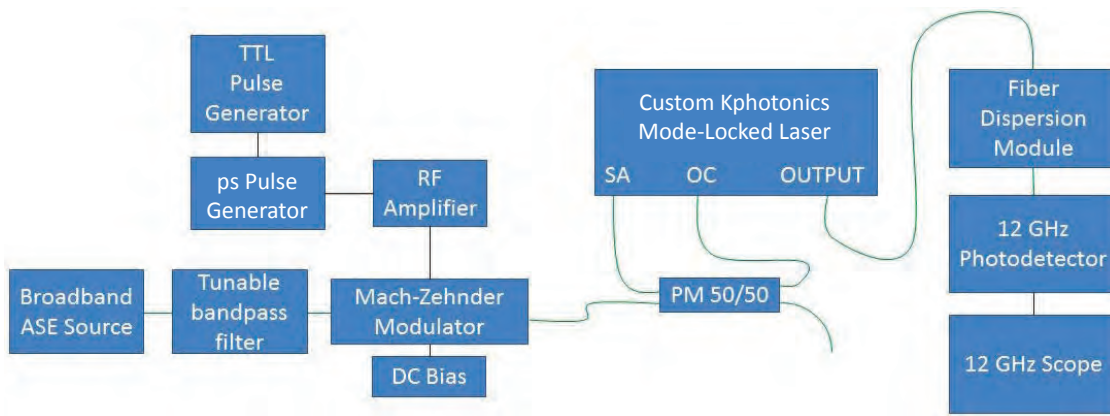 TTL
Pulse
Generator
ps Pulse
Generator
RF
Amplifier
Broadband
ASE Source
Tunable
bandpass
filter
Mach-Zehnder
Modulator
DC Bias
Custom Kphotonics
Mode-Locked Laser
SA OC OUTPUT
PM 50/50
Fiber
Dispersion
Module
12 GHz
Photodetector
12 GHz Scope